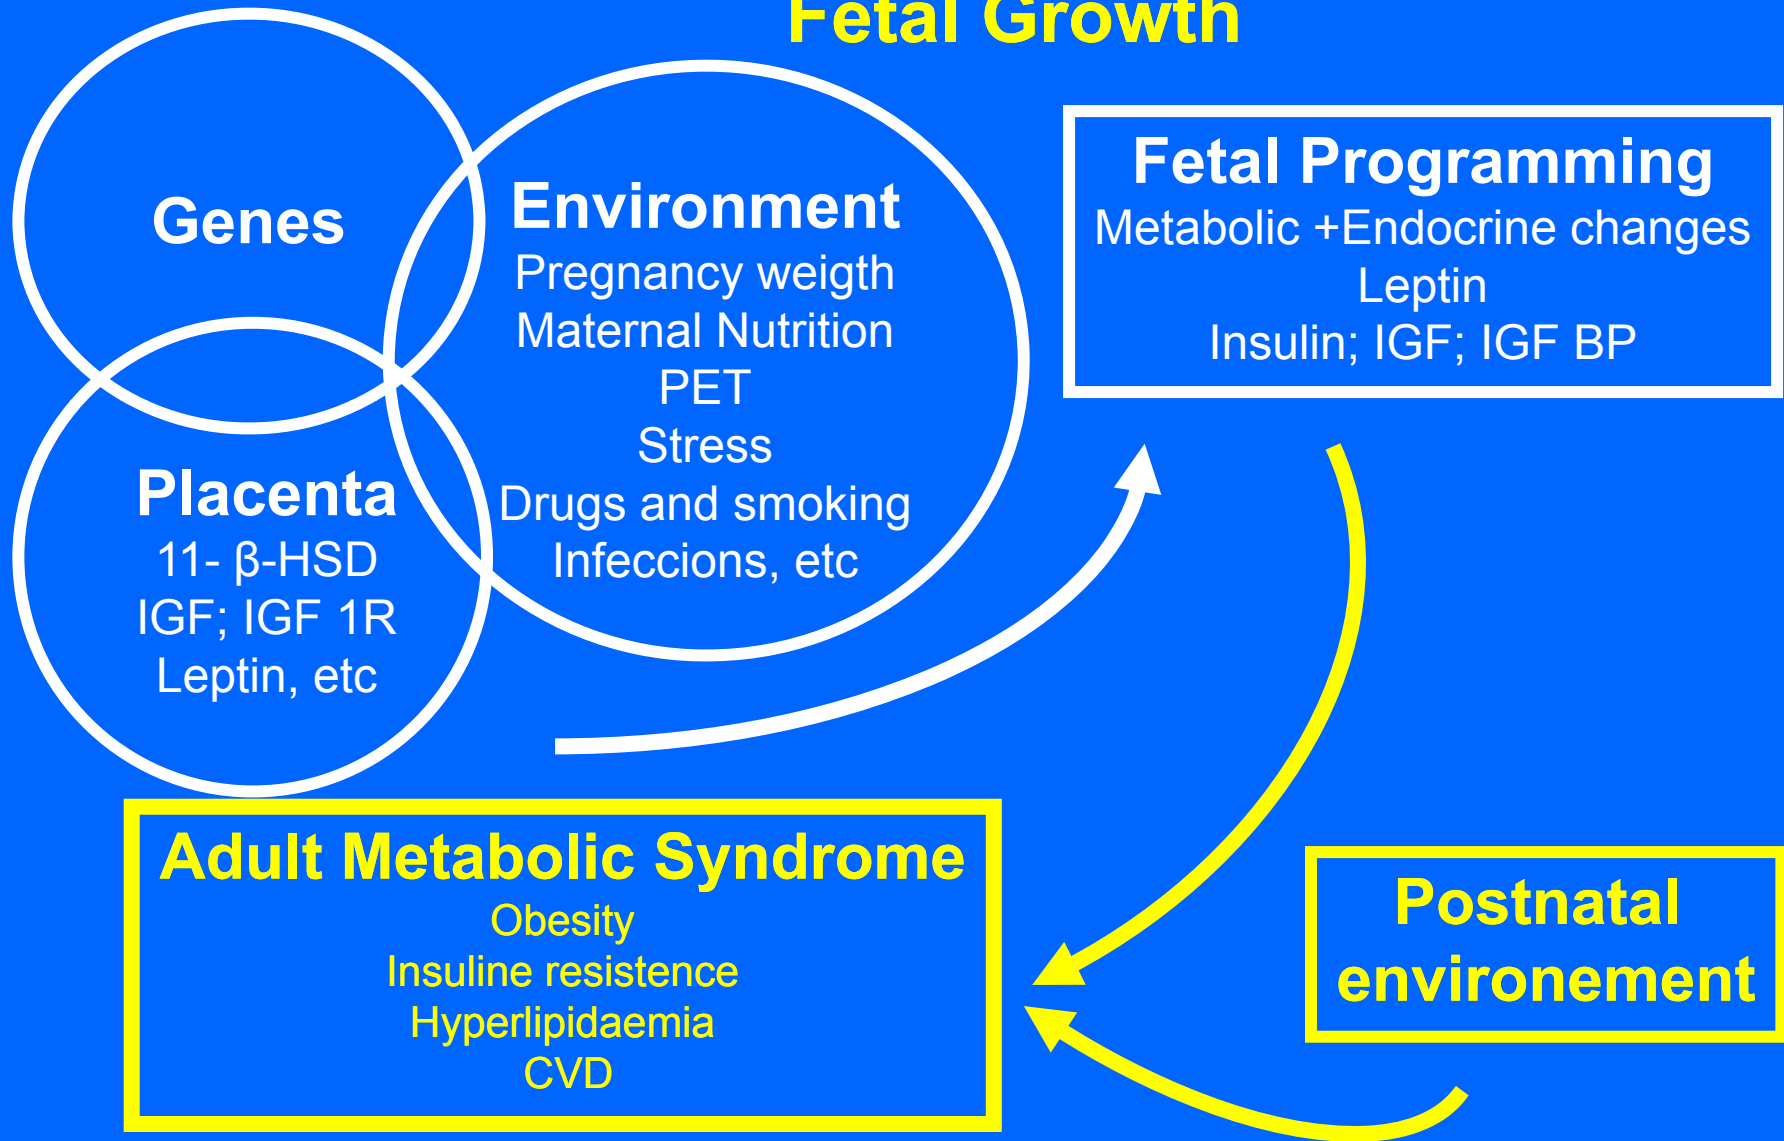 Fetal Growth
Genes
Environment
Pregnancy weigth
Maternal Nutrition
PET
Stress
Drugs and smoking
Infeccions, etc
Placenta
11- β-HSD
IGF; IGF 1R
Leptin, etc
Fetal Programming
Metabolic +Endocrine changes
Leptin
Insulin; IGF; IGF BP
Adult Metabolic Syndrome
Obesity
Insuline resistence
Hyperlipidaemia
CVD
Postnatal
environement